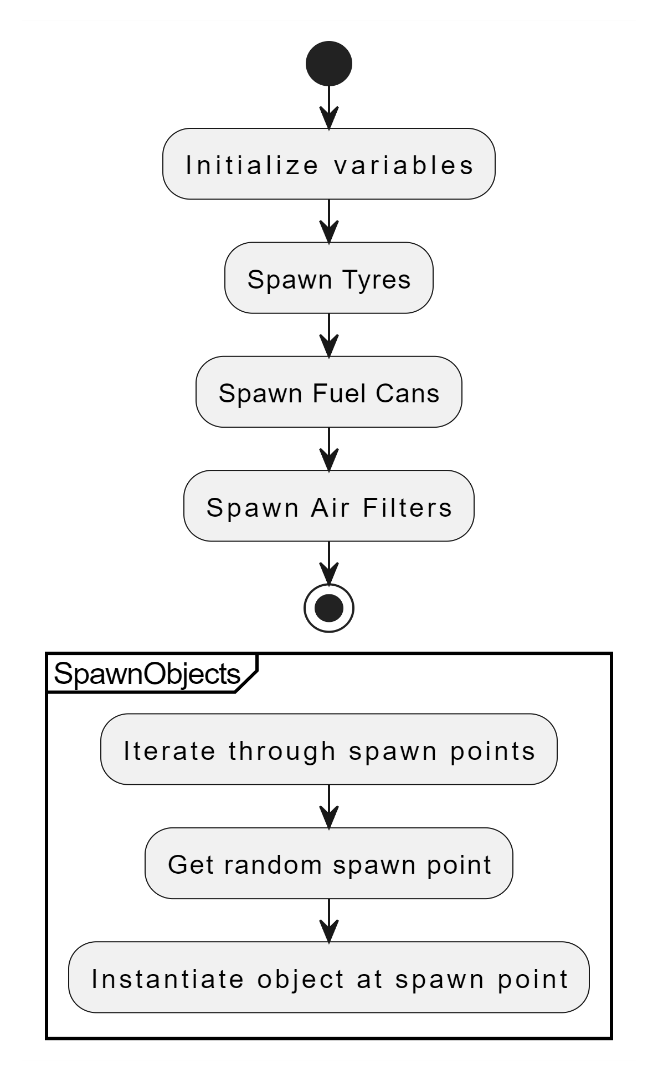 Initialize variables
Spawn Tyres
Spawn Fuel Cans
Spawn Air Filters
SpawnObjects
Iterate through spawn points
Get random spawn point
Instantiate object at spawn point